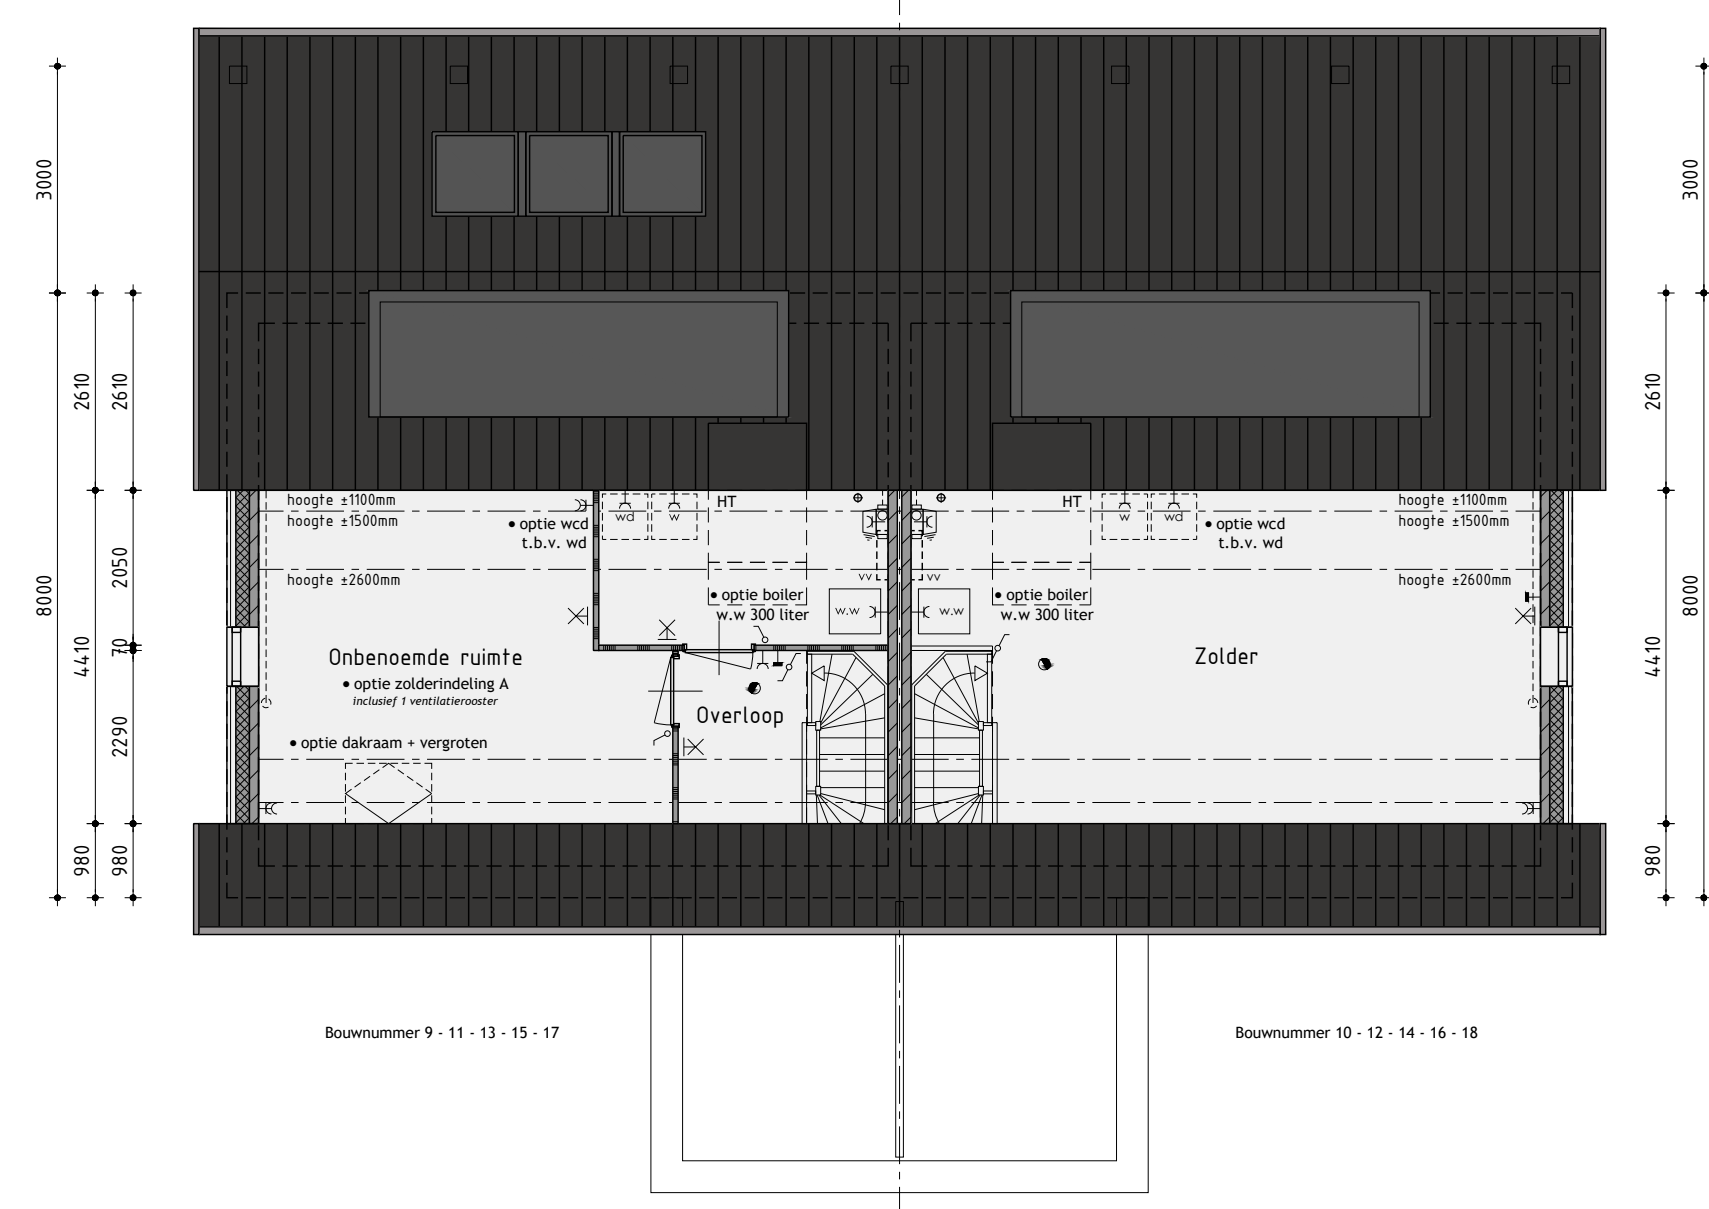 3000
3000
2610
2610
2610
hoogte ±1100mm
hoogte ±1500mm
• optie wcd
t.b.v. wd
wd
w
HT
HT
w
wd
• optie wcd
t.b.v. wd
hoogte ±1100mm
hoogte ±1500mm
hoogte ±2600mm
vv
vv
hoogte ±2600mm
• optie boiler
w.w 300 liter
w.w
w.w
• optie boiler
w.w 300 liter
8000
4410
2050
70
2290
Onbenoemde ruimte
• optie zolderindeling A
inclusief 1 ventilatierooster
Overloop
Zolder
• optie dakraam + vergroten
4410
8000
980
980
980
Bouwnummer 9 - 11 - 13 - 15 - 17
Bouwnummer 10 - 12 - 14 - 16 - 18